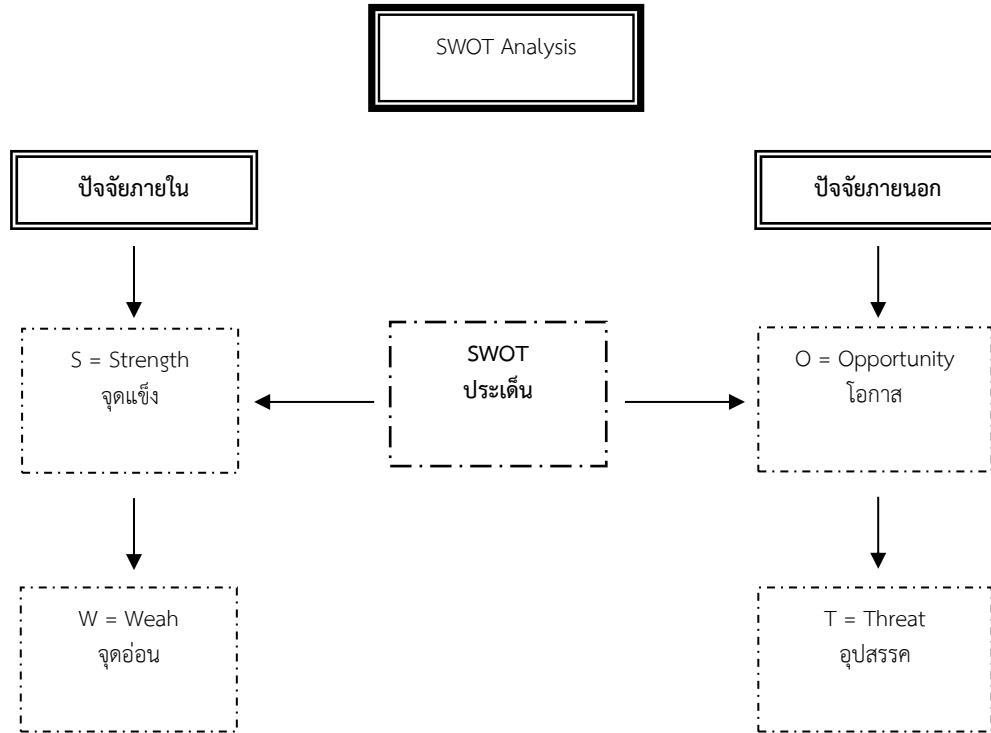 SWOT Analysis
ปัจจัยภายใน
ปัจจัยภายนอก
S = Strength
จุดแข็ง
SWOT
ประเด็น
O = Opportunity
โอกาส
W = Weah
จุดอ่อน
T = Threat
อุปสรรค